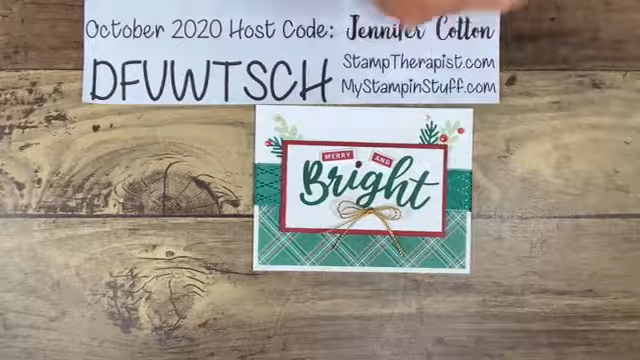 October 2020 Host Code: Jennifer Cotton
DFUWTSCH
StampTherapist.com
MyStampinStuff.com
MERRY AND
Bright